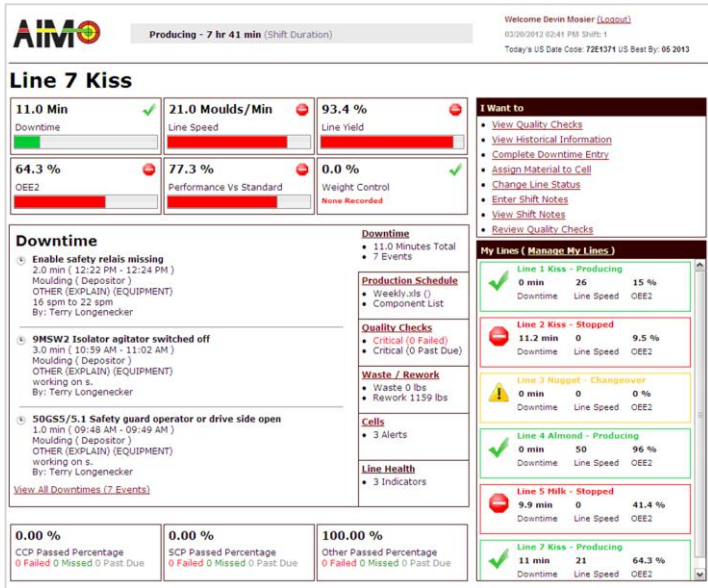 AIMO
Producing - 7 hr 41 min (Shift Duration)
Welcome Devin Mosier (Logout)
03/20/2012 02:41 PM Shift: 1
Today's US Date Code: 72E1371 US Best By: 05 2013
Line 7 Kiss
11.0 Min
Downtime
21.0 Moulds/Min
Line Speed
93.4 %
Line Yield
64.3 %
OEE2
77.3 %
Performance Vs Standard
0.0 %
Weight Control
None Recorded
I Want to
View Quality Checks
View Historical Information
Complete Downtime Entry
Assign Material to Cell
Change Line Status
Enter Shift Notes
View Shift Notes
Review Quality Checks
Downtime
Enable safety relais missing
2.0 min ( 12:22 PM - 12:24 PM )
Moulding ( Depositor )
OTHER (EXPLAIN) (EQUIPMENT)
16 spm to 22 spm
By: Terry Longenecker
9MSW2 Isolator agitator switched off
3.0 min ( 10:59 AM - 11:02 AM )
Moulding ( Depositor )
OTHER (EXPLAIN) (EQUIPMENT)
working on s.
By: Terry Longenecker
50GS5/5.1 Safety guard operator or drive side open
1.0 min ( 09:48 AM - 09:49 AM )
Moulding ( Depositor )
OTHER (EXPLAIN) (EQUIPMENT)
working on s.
By: Terry Longenecker
View All Downtimes (7 Events)
Downtime
11.0 Minutes Total
7 Events
Production Schedule
Weekly.xls ()
Component List
Quality Checks
Critical (0 Failed)
Critical (0 Past Due)
Waste / Rework
Waste 0 lbs
Rework 1159 lbs
Cells
3 Alerts
Line Health
3 Indicators
My Lines ( Manage My Lines )
Line 1 Kiss - Producing
0 min 26 15 %
Downtime Line Speed OEE2
Line 2 Kiss - Stopped
11.2 min 0 9.5 %
Downtime Line Speed OEE2
Line 3 Nugget - Changeover
0 min 0 0 %
Downtime Line Speed OEE2
Line 4 Almond - Producing
0 min 50 96 %
Downtime Line Speed OEE2
Line 5 Milk - Stopped
9.9 min 0 41.4 %
Downtime Line Speed OEE2
Line 7 Kiss - Producing
11 min 21 64.3 %
Downtime Line Speed OEE2
0.00 %
CCP Passed Percentage
0 Failed 0 Missed 0 Past Due
0.00 %
SCP Passed Percentage
0 Failed 0 Missed 0 Past Due
100.00 %
Other Passed Percentage
0 Failed 0 Missed 0 Past Due